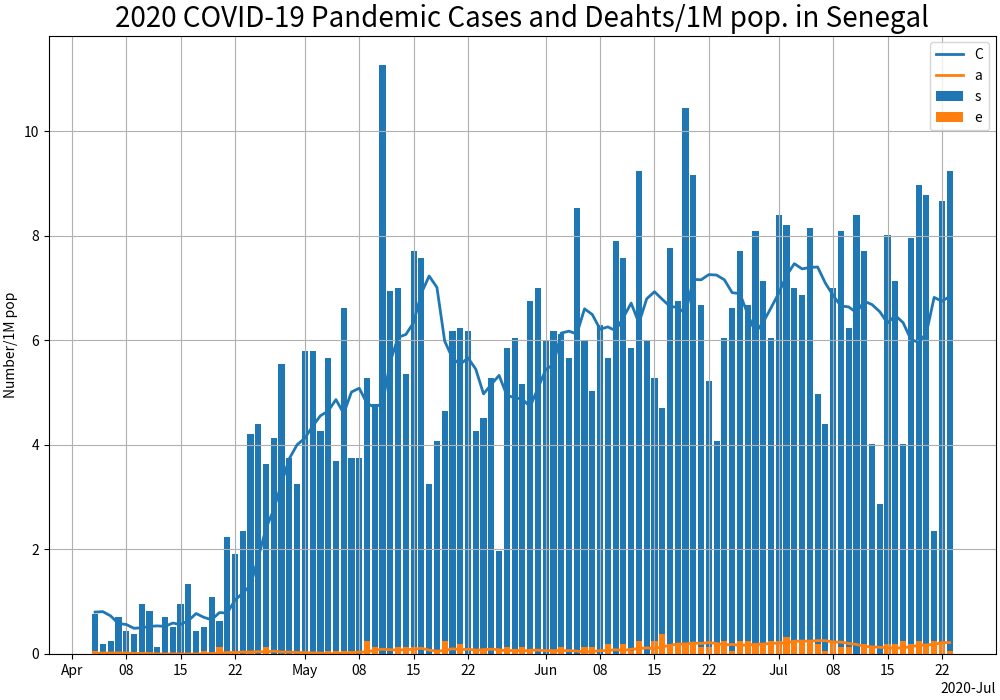 2020 COVID-19 Pandemic Cases and Deahts/1M pop. in Senegal
C
a
s
e
10
8
6
4
2
0
Number/1M pop
Apr 08 15 22 May 08 15 22 Jun 08 15 22 Jul 08 15 22
2020-Jul